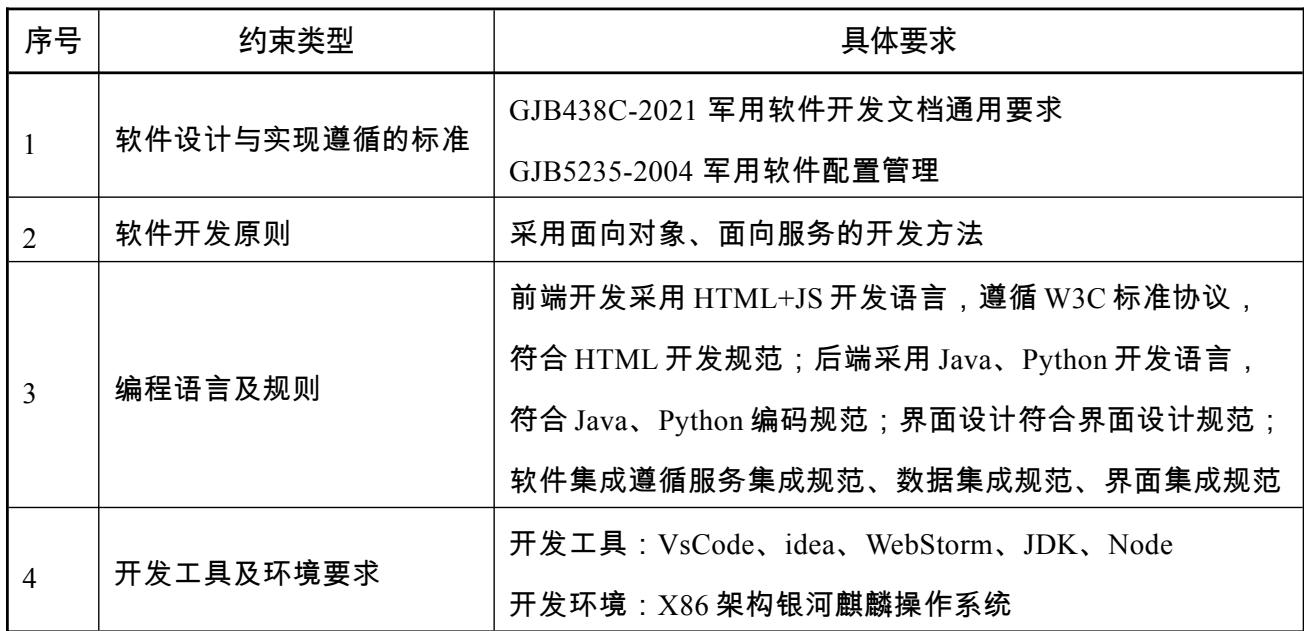 序号 约束类型 具体要求
1 软件设计与实现遵循的标准 GJB438C-2021 军用软件开发文档通用要求
GJB5235-2004 军用软件配置管理
2 软件开发原则 采用面向对象、面向服务的开发方法
3 编程语言及规则 前端开发采用 HTML+JS 开发语言，遵循 W3C 标准协议，
符合 HTML 开发规范；后端采用 Java、Python 开发语言，
符合 Java、Python 编码规范；界面设计符合界面设计规范；
软件集成遵循服务集成规范、数据集成规范、界面集成规范
4 开发工具及环境要求 开发工具：VsCode、idea、WebStorm、JDK、Node
开发环境：X86 架构银河麒麟操作系统